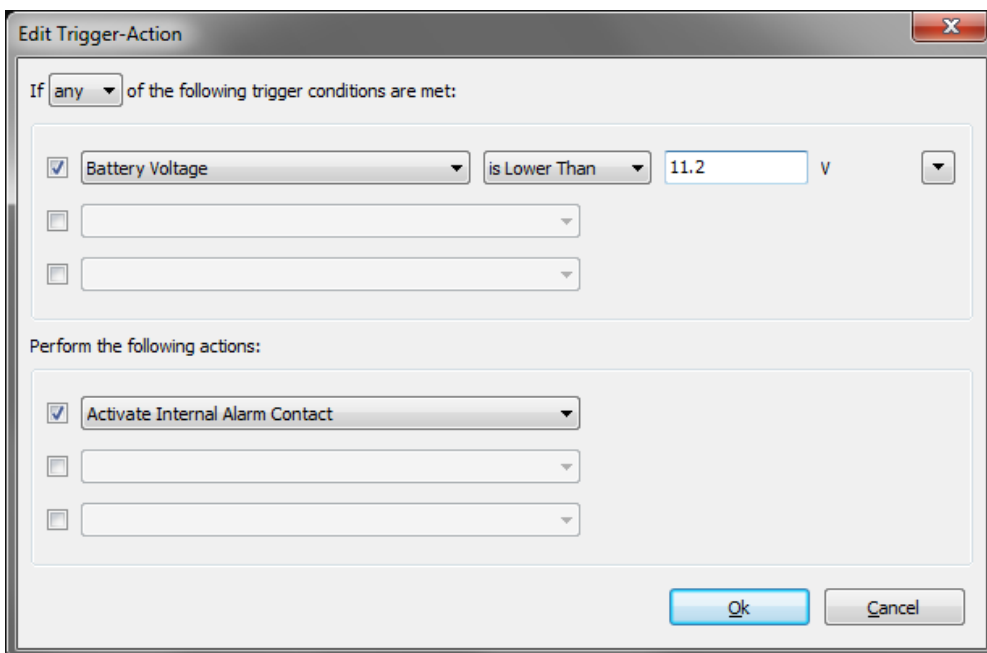 Edit Trigger-Action
If any of the following trigger conditions are met:
Battery Voltage is Lower Than 11.2 V
Perform the following actions:
Activate Internal Alarm Contact
Ok Cancel